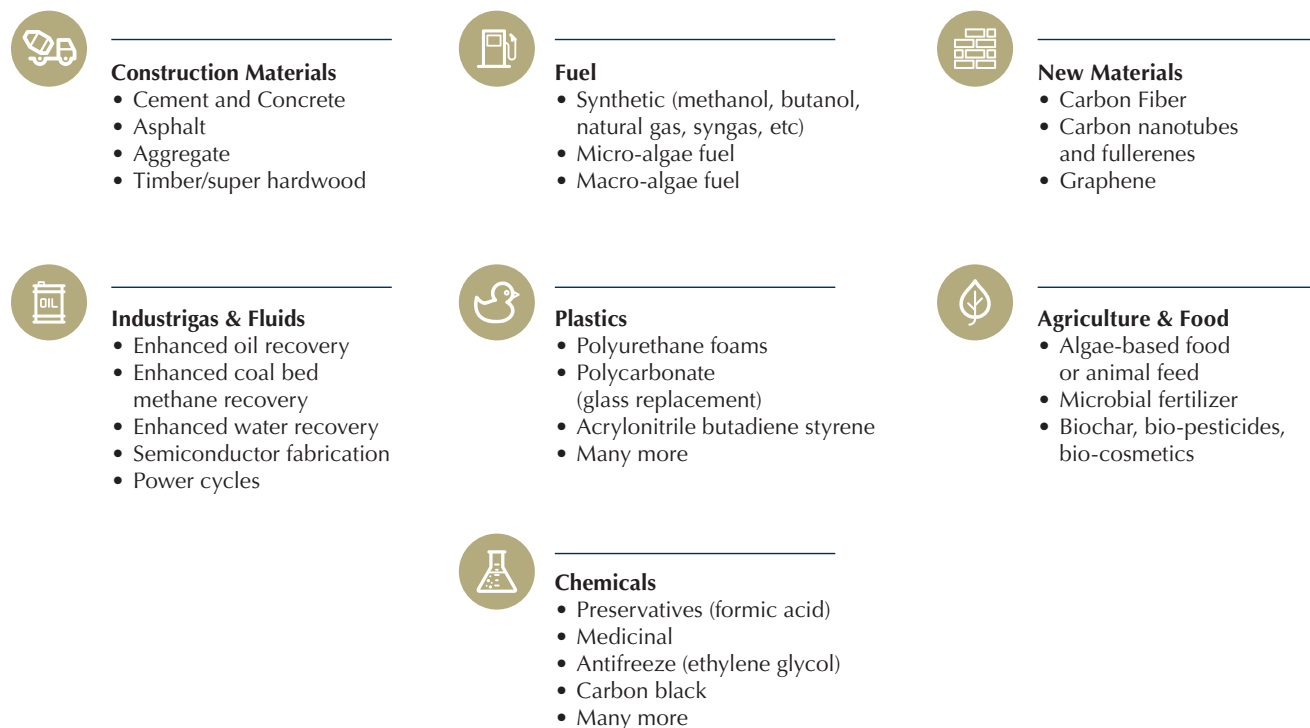 Construction Materials
• Cement and Concrete
• Asphalt
• Aggregate
• Timber/super hardwood
Fuel
• Synthetic (methanol, butanol,
natural gas, syngas, etc)
• Micro-algae fuel
• Macro-algae fuel
New Materials
• Carbon Fiber
• Carbon nanotubes
and fullerenes
• Graphene
OIL
Industrigas & Fluids
• Enhanced oil recovery
• Enhanced coal bed
methane recovery
• Enhanced water recovery
• Semiconductor fabrication
• Power cycles
Plastics
• Polyurethane foams
• Polycarbonate
(glass replacement)
• Acrylonitrile butadiene styrene
• Many more
Agriculture & Food
• Algae-based food
or animal feed
• Microbial fertilizer
• Biochar, bio-pesticides,
bio-cosmetics
Chemicals
• Preservatives (formic acid)
• Medicinal
• Antifreeze (ethylene glycol)
• Carbon black
• Many more